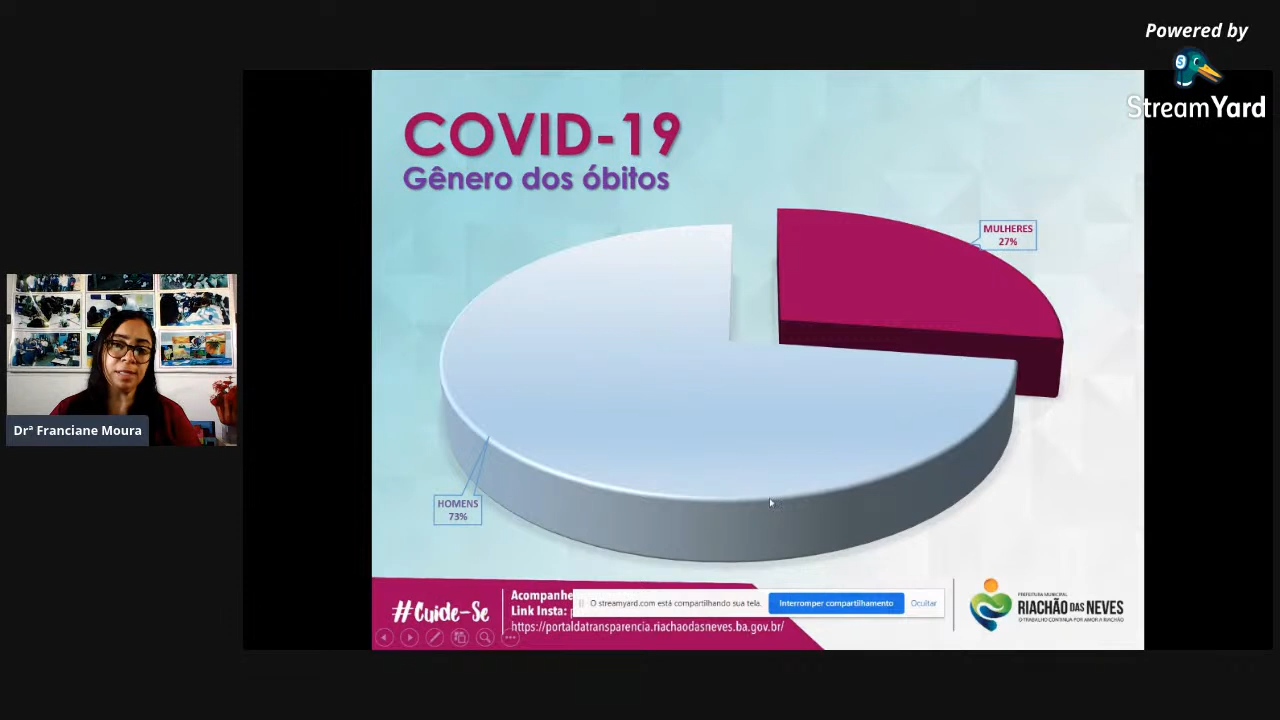 Powered by
StreamYard
COVID-19
Gênero dos óbitos
MULHERES
27%
Drª Franciane Moura
HOMENS
73%
#Cuide-Se
Acompanhe
Link Insta:
https://portaldatransparencia.riachaodasneves.ba.gov.br/
O streamyard.com está compartilhando sua tela.
Interromper compartilhamento
Ocultar
PREFEITURA MUNICIPAL
RIACHÃO DAS NEVES
O TRABALHO CONTINUA POR AMOR A RIACHÃO